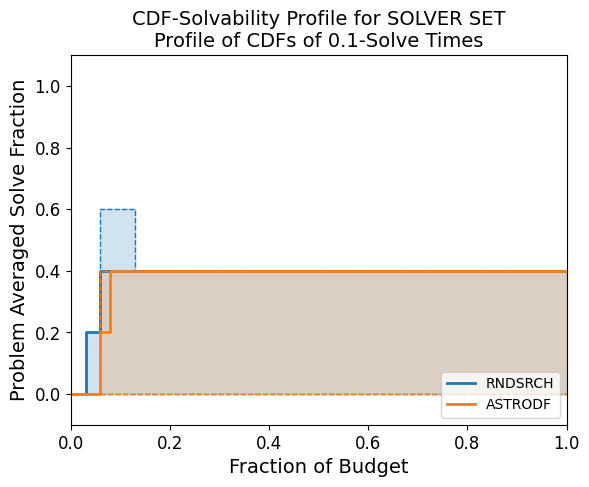 CDF-Solvability Profile for SOLVER SET
Profile of CDFs of 0.1-Solve Times
Problem Averaged Solve Fraction
1.0
0.8
0.6
0.4
0.2
0.0
RNDSRCH
ASTRODF
0.0 0.2 0.4 0.6 0.8 1.0
Fraction of Budget